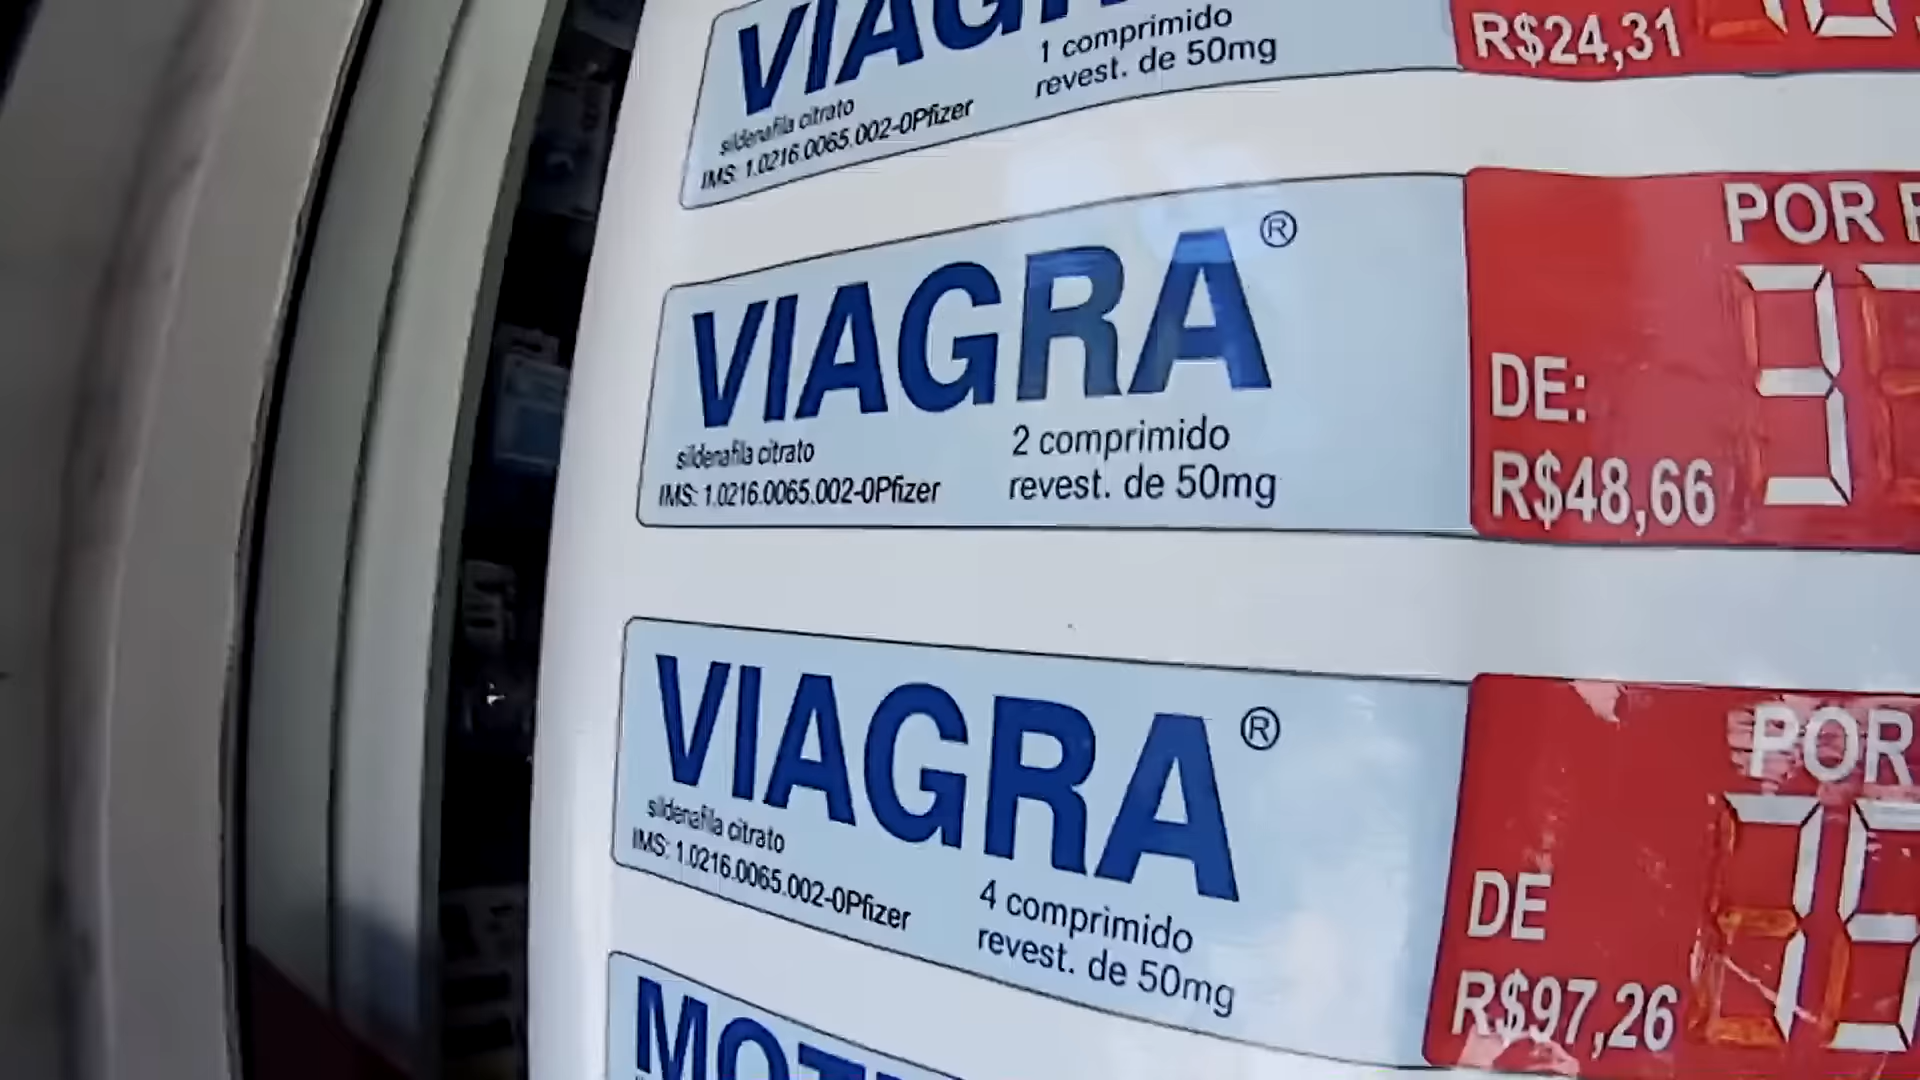 VIAGR
1 comprimido
revest. de 50mg
sildenafila citrato
IMS: 1.0216.0065.002-0Pfizer
R$24,31
VIAGRA®
2 comprimido
revest. de 50mg
sildenafila citrato
IMS: 1.0216.0065.002-0Pfizer
POR
DE:
R$48,66
3
VIAGRA®
sildenafila citrato
IMS: 1.0216.0065.002-0Pfizer
4 comprimido
revest. de 50mg
POR
DE
R$97,26